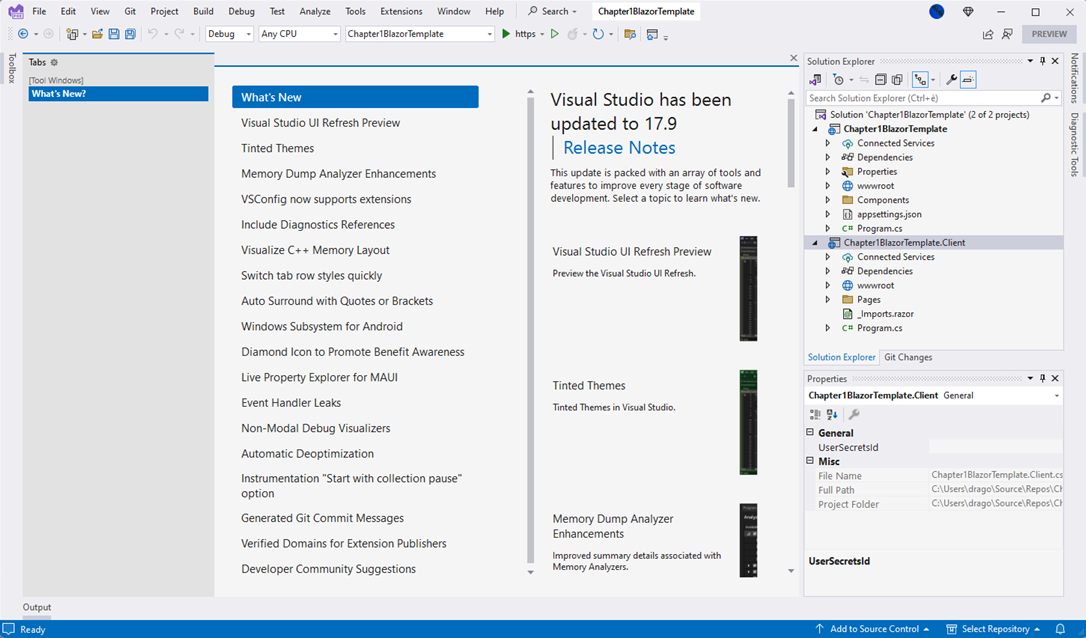 File Edit View Git Project Build Debug Test Analyze Tools Extensions Window Help Search Chapter1BlazorTemplate
Debug Any CPU Chapter1BlazorTemplate https PREVIEW
Toolbox
Tabs
[Tool Windows]
What's New?
What's New
Visual Studio UI Refresh Preview
Tinted Themes
Memory Dump Analyzer Enhancements
VSConfig now supports extensions
Include Diagnostics References
Visualize C++ Memory Layout
Switch tab row styles quickly
Auto Surround with Quotes or Brackets
Windows Subsystem for Android
Diamond Icon to Promote Benefit Awareness
Live Property Explorer for MAUI
Event Handler Leaks
Non-Modal Debug Visualizers
Automatic Deoptimization
Instrumentation "Start with collection pause"
option
Generated Git Commit Messages
Verified Domains for Extension Publishers
Developer Community Suggestions
Visual Studio has been
updated to 17.9
Release Notes
This update is packed with an array of tools and
features to improve every stage of software
development. Select a topic to learn what's new.
Visual Studio UI Refresh Preview
Preview the Visual Studio UI Refresh.
Tinted Themes
Tinted Themes in Visual Studio.
Memory Dump Analyzer
Enhancements
Improved summary details associated with
Memory Analyzers.
Solution Explorer
Search Solution Explorer (Ctrl+è)
Solution 'Chapter1BlazorTemplate' (2 of 2 projects)
Chapter1BlazorTemplate
Connected Services
Dependencies
Properties
wwwroot
Components
appsettings.json
C# Program.cs
Chapter1BlazorTemplate.Client
Connected Services
Dependencies
wwwroot
Pages
_Imports.razor
C# Program.cs
Solution Explorer Git Changes
Properties
Chapter1BlazorTemplate.Client General
General
UserSecretsId
Misc
File Name Chapter1BlazorTemplate.Client.cs
Full Path C:\Users\drago\Source\Repos\Ch
Project Folder C:\Users\drago\Source\Repos\Ch
UserSecretsId
Notifications
Diagnostic Tools
Output
Ready Add to Source Control Select Repository